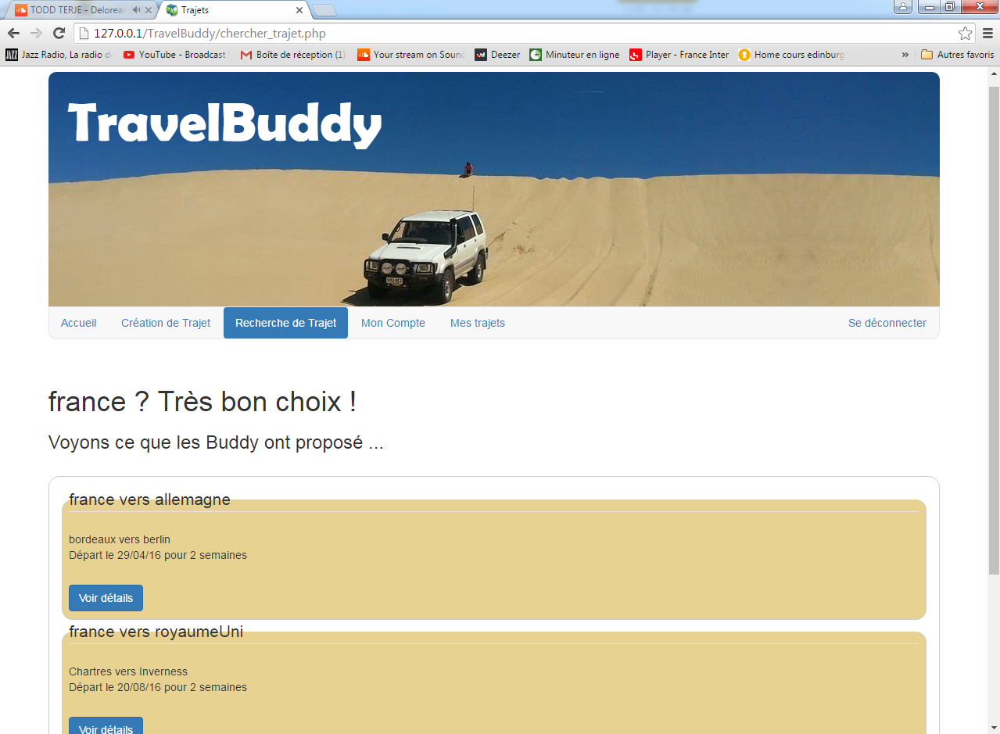 TODD TERJE - Delorean
Trajets
127.0.0.1/TravelBuddy/chercher_trajet.php
JAZZ Jazz Radio, La radio d
YouTube - Broadcast
Boîte de réception (1)
Your stream on Soun
Deezer
Minuteur en ligne
Player - France Inter
Home cours edinburg
»
Autres favoris
TravelBuddy
Accueil
Création de Trajet
Recherche de Trajet
Mon Compte
Mes trajets
Se déconnecter
france ? Très bon choix !
Voyons ce que les Buddy ont proposé ...
france vers allemagne
bordeaux vers berlin
Départ le 29/04/16 pour 2 semaines
Voir détails
france vers royaumeUni
Chartres vers Inverness
Départ le 20/08/16 pour 2 semaines
Voir détails